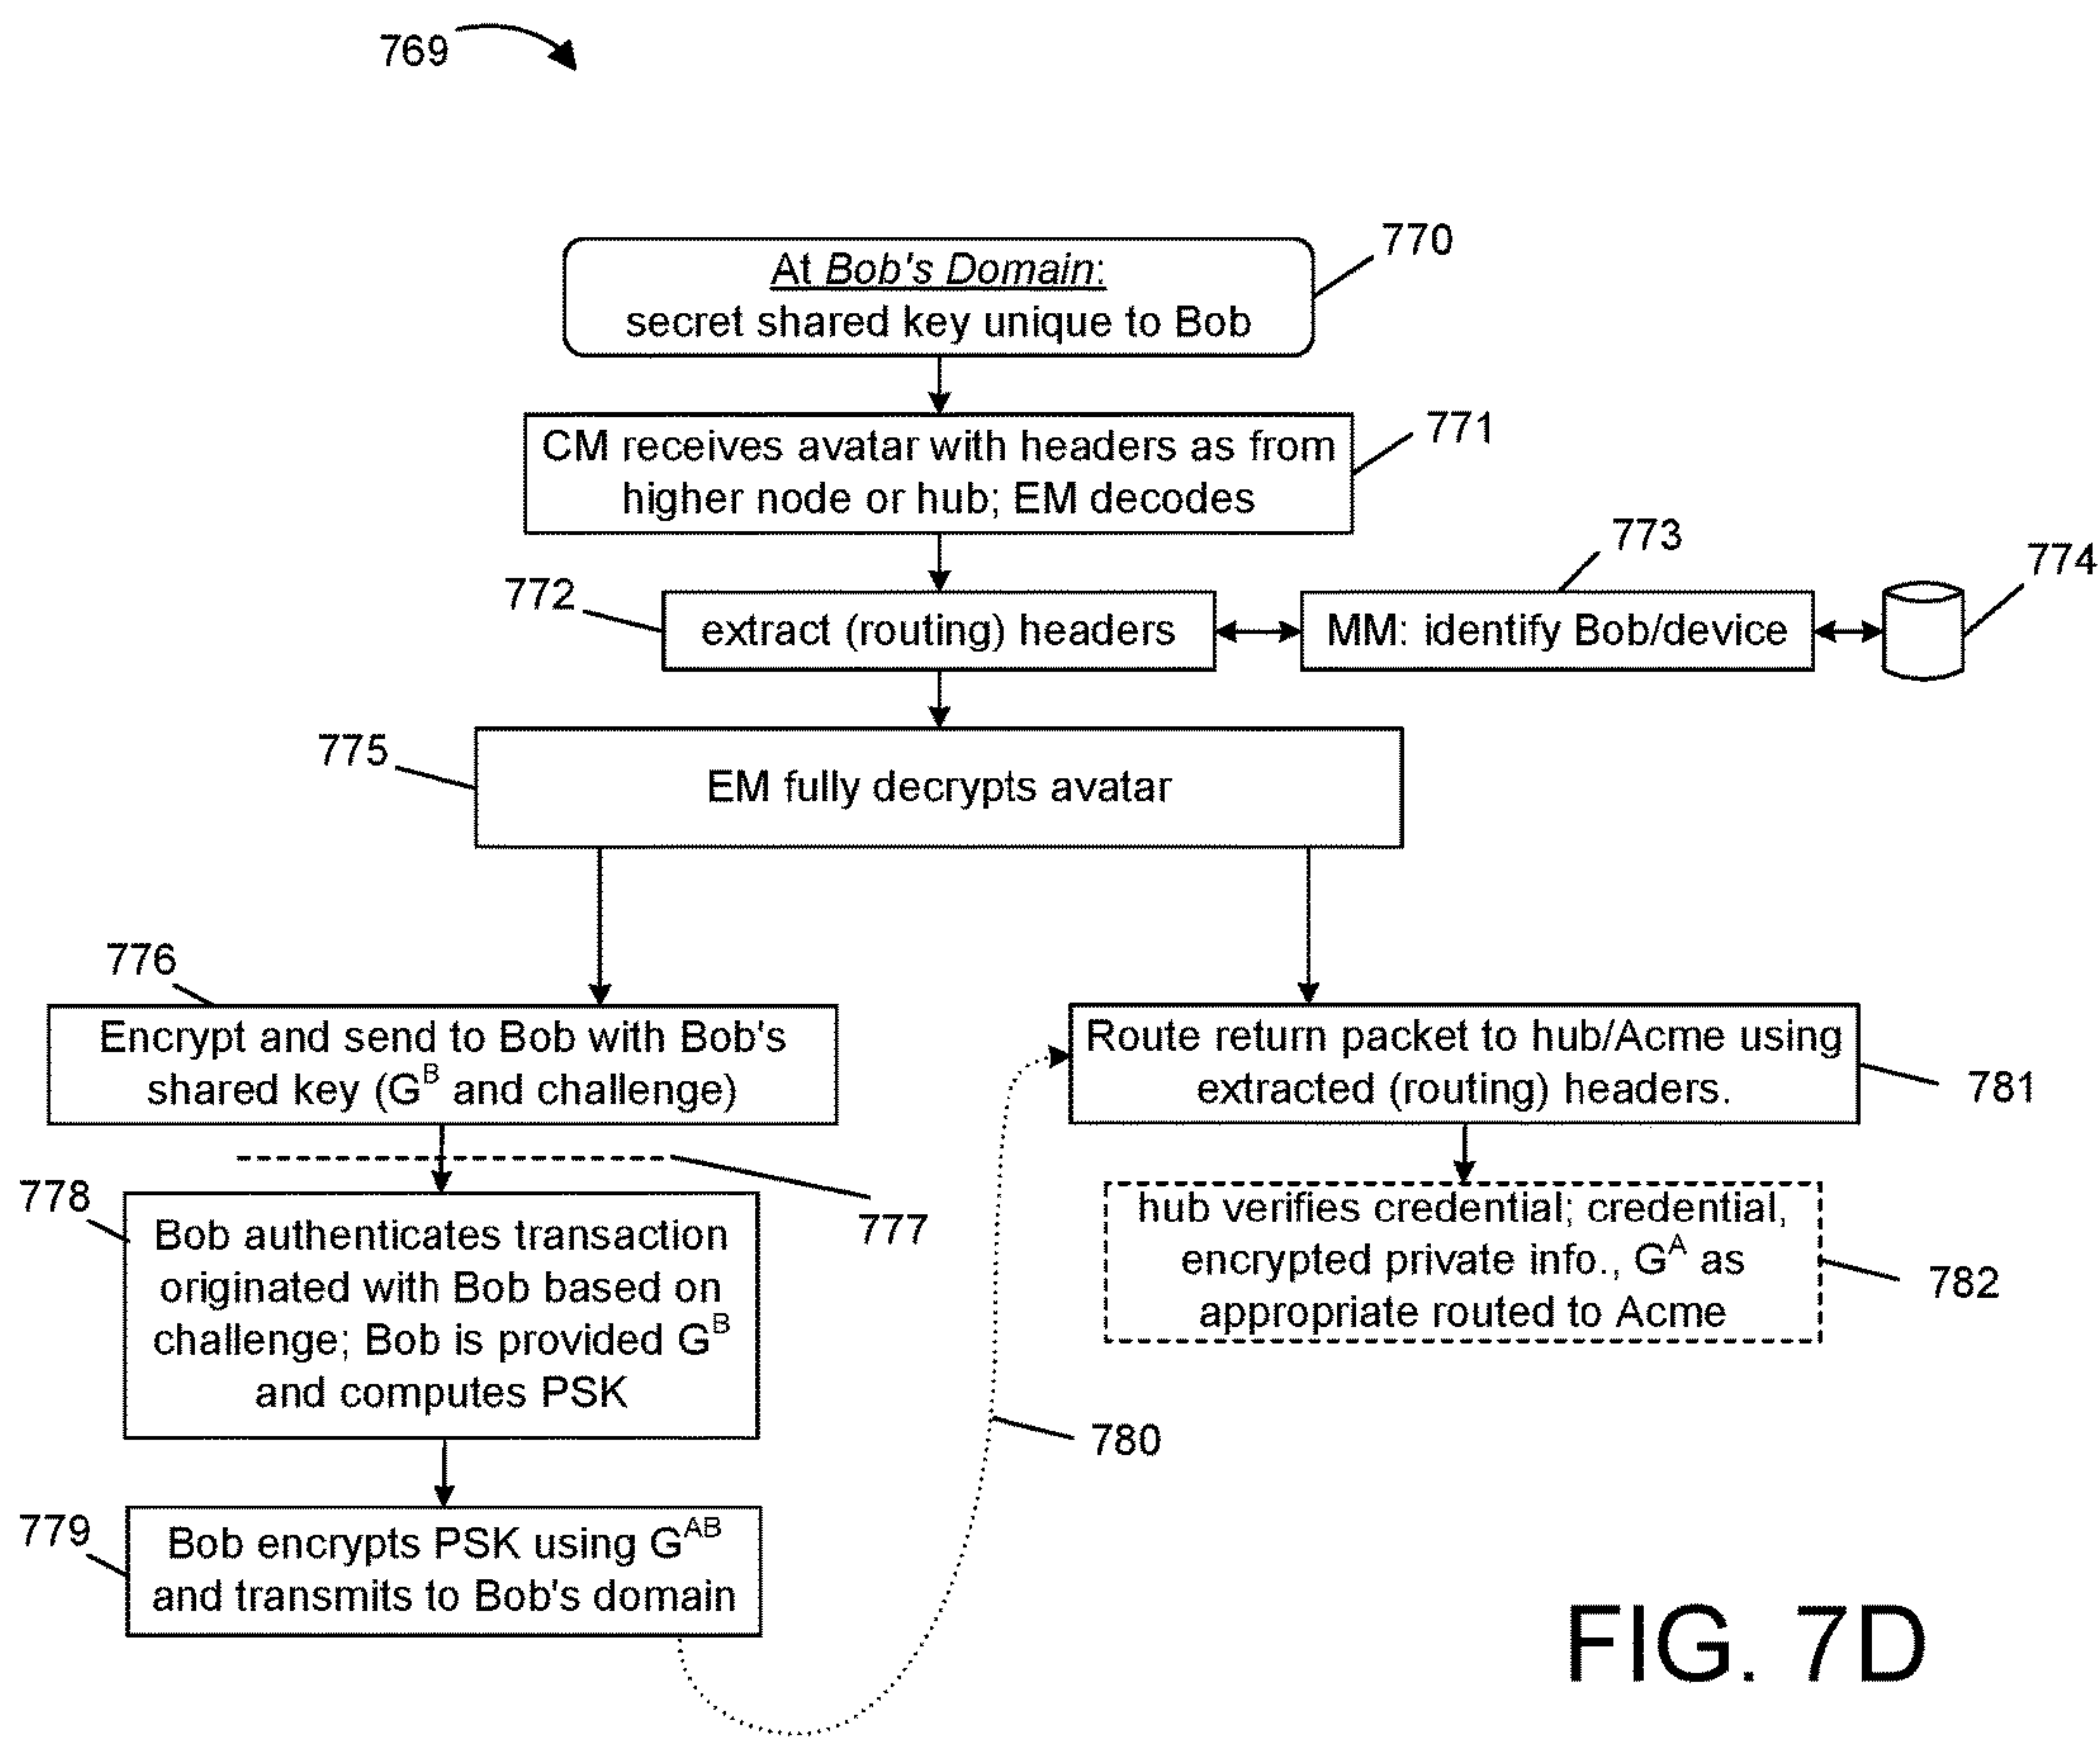 769
770
At Bob's Domain:
secret shared key unique to Bob
771
CM receives avatar with headers as from
higher node or hub; EM decodes
772
extract (routing) headers
773
MM: identify Bob/device
774
775
EM fully decrypts avatar
776
Encrypt and send to Bob with Bob's
shared key (G^B and challenge)
777
778
Bob authenticates transaction
originated with Bob based on
challenge; Bob is provided G^B
and computes PSK
779
Bob encrypts PSK using G^AB
and transmits to Bob's domain
780
Route return packet to hub/Acme using
extracted (routing) headers.
781
hub verifies credential; credential,
encrypted private info., G^A as
appropriate routed to Acme
782
FIG. 7D